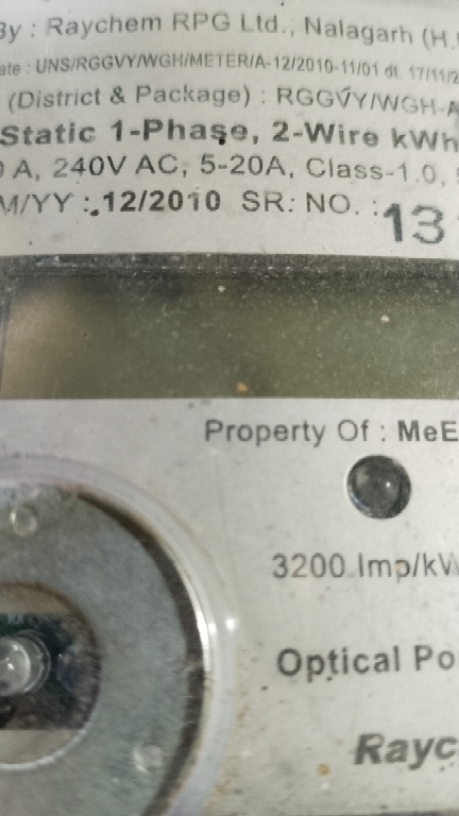 By : Raychem RPG Ltd., Nalagarh (H.
ate : UNS/RGGVY/WGH/METER/A-12/2010-11/01 dt. 17/11/2
(District & Package) : RGGVY/WGH-A
Static 1-Phase, 2-Wire kWh
0 A, 240V AC, 5-20A, Class-1.0,
M/YY : 12/2010 SR. NO. : 13
Property Of : MeE
3200 Imp/kW
Optical Po
Rayc